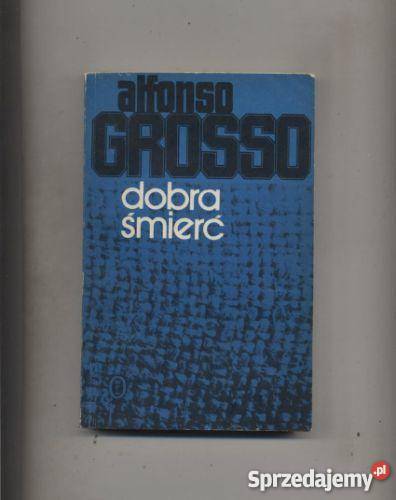 alfonso
GROSSO
dobra
śmierć
Sprzedajemy.pl